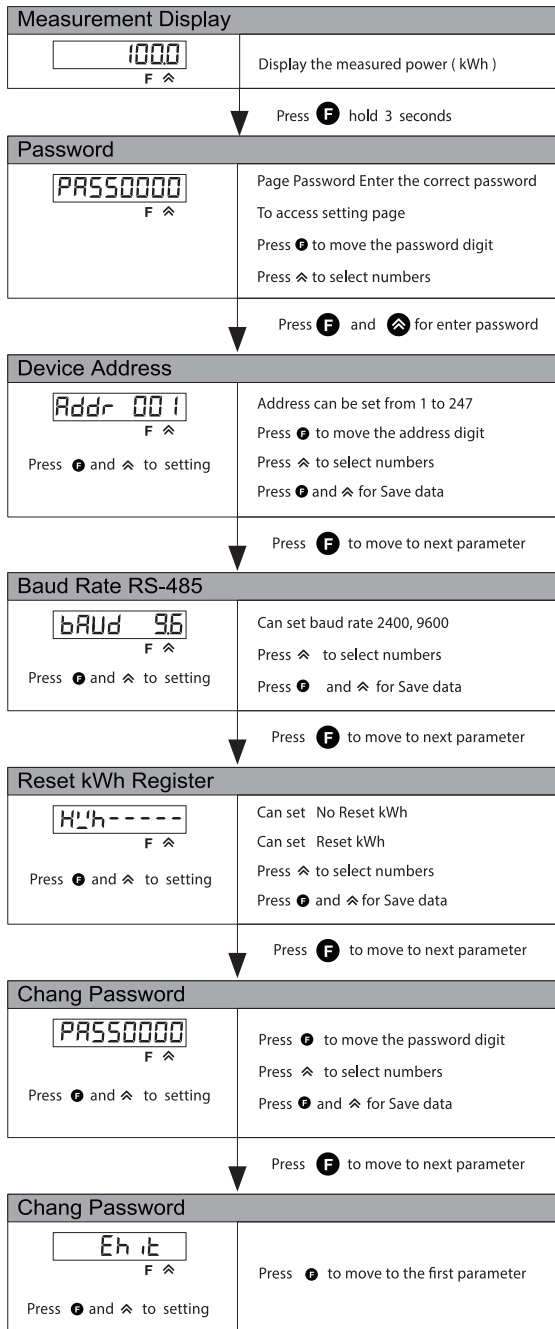 Measurement Display
100.0
F
Display the measured power ( kWh )
Press F hold 3 seconds
Password
PASS0000
F
Page Password Enter the correct password
To access setting page
Press F to move the password digit
Press to select numbers
Press F and for enter password
Device Address
Addr 001
F
Press F and to setting
Address can be set from 1 to 247
Press F to move the address digit
Press to select numbers
Press F and for Save data
Press F to move to next parameter
Baud Rate RS-485
bAUd 9.6
F
Press F and to setting
Can set baud rate 2400, 9600
Press to select numbers
Press F and for Save data
Press F to move to next parameter
Reset kWh Register
F
Press F and to setting
Can set No Reset kWh
Can set Reset kWh
Press to select numbers
Press F and for Save data
Press F to move to next parameter
Chang Password
PASS0000
F
Press F and to setting
Press F to move the password digit
Press to select numbers
Press F and for Save data
Press F to move to next parameter
Chang Password
Ehit
F
Press F and to setting
Press F to move to the first parameter